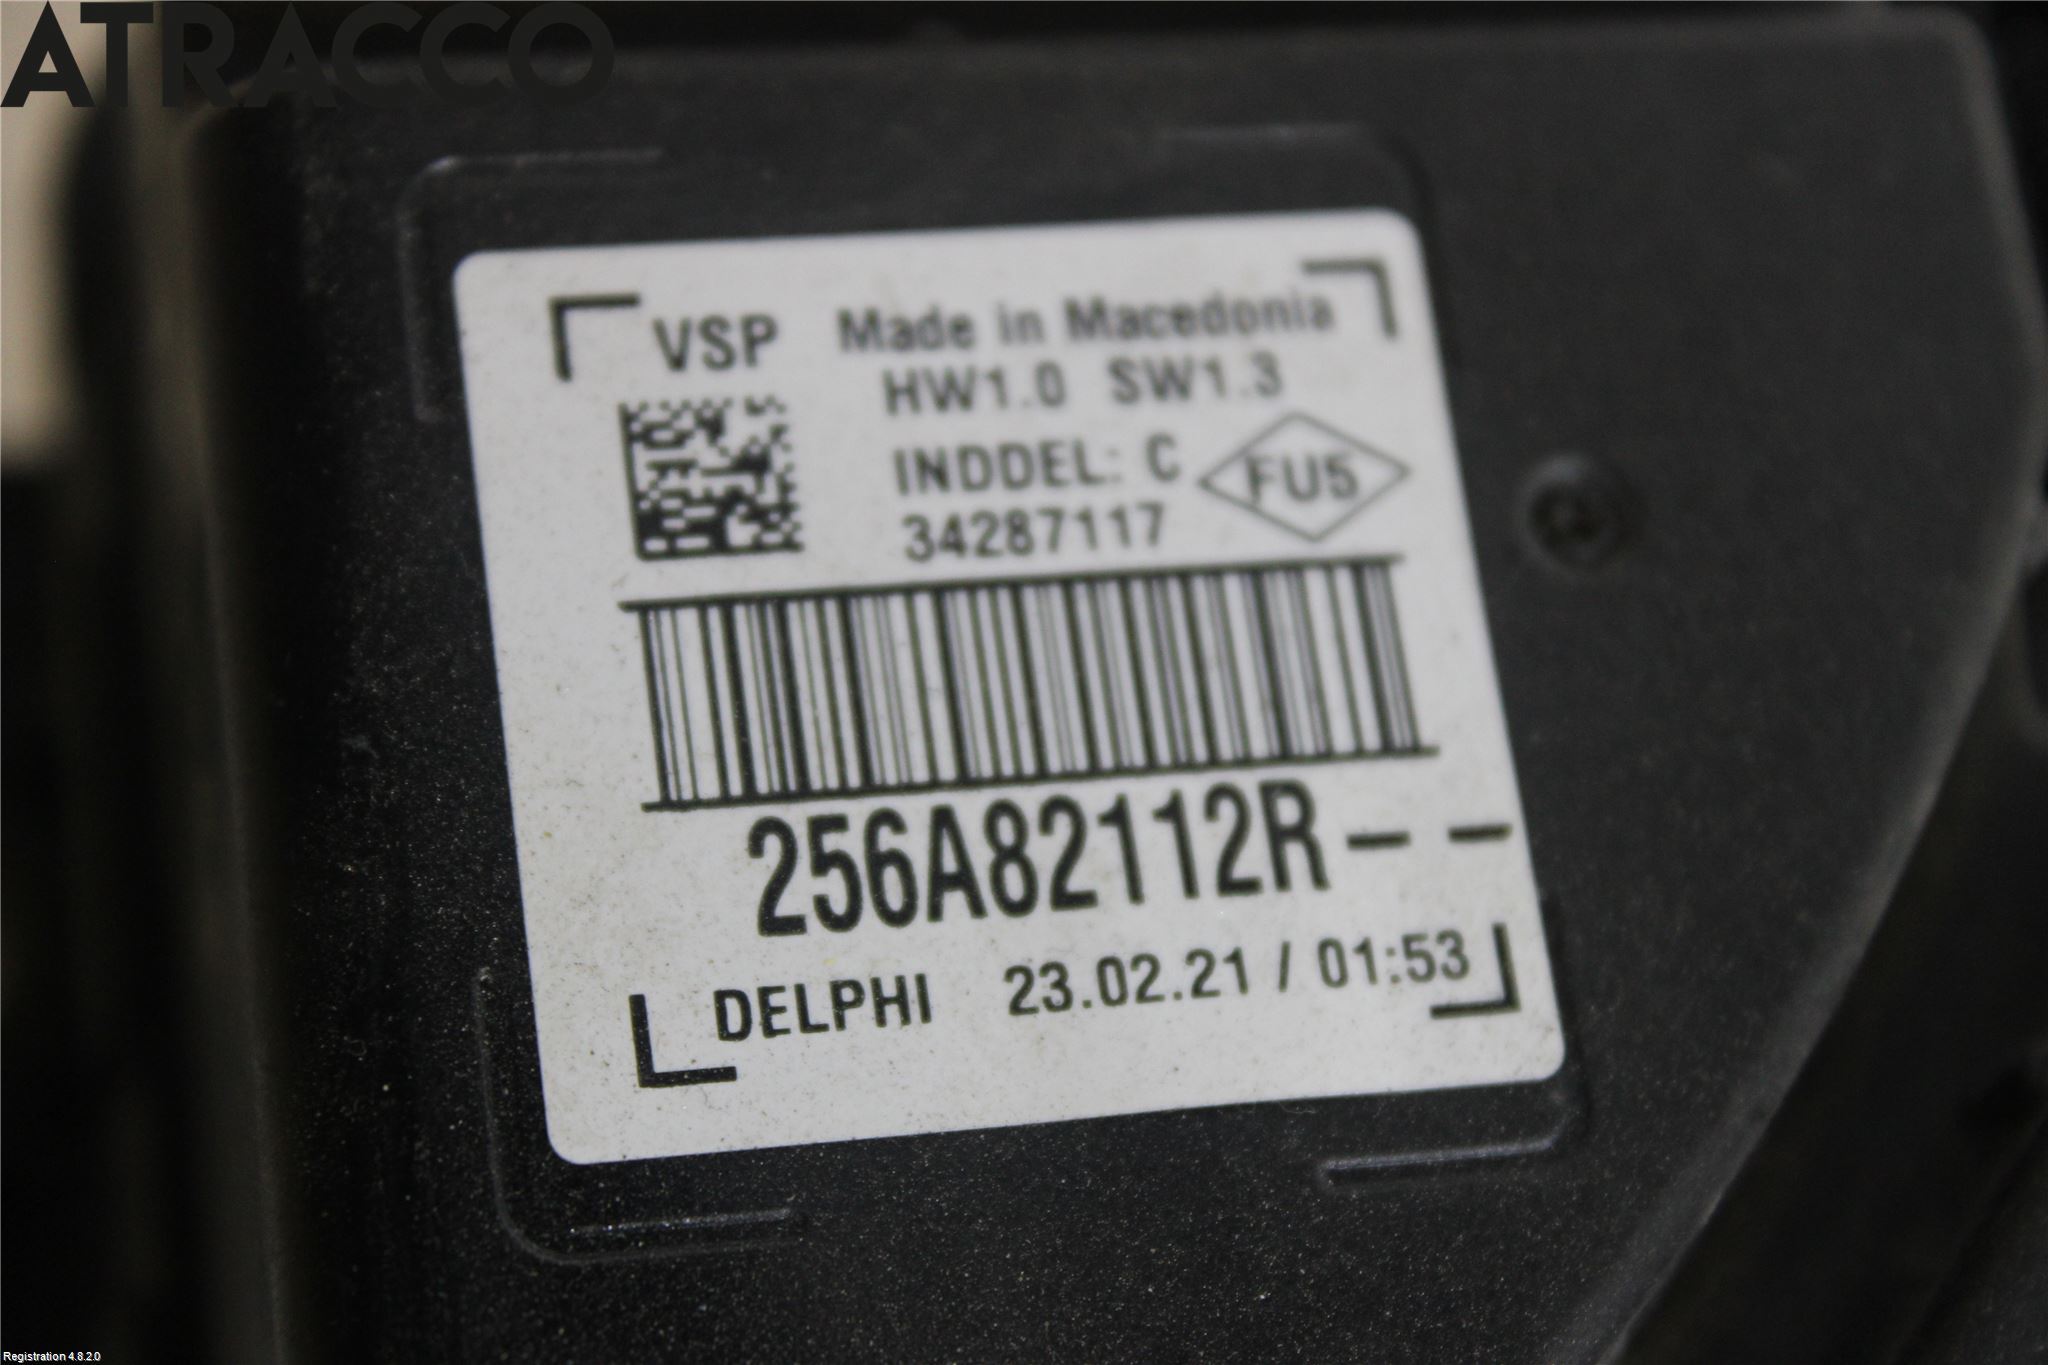 ATRACCO
VSP Made in Macedonia
HW1.0 SW1.3
INDDEL: C FU5
34287117
256A82112R--
DELPHI 23.02.21 / 01:53
Registration 4.8.2.0